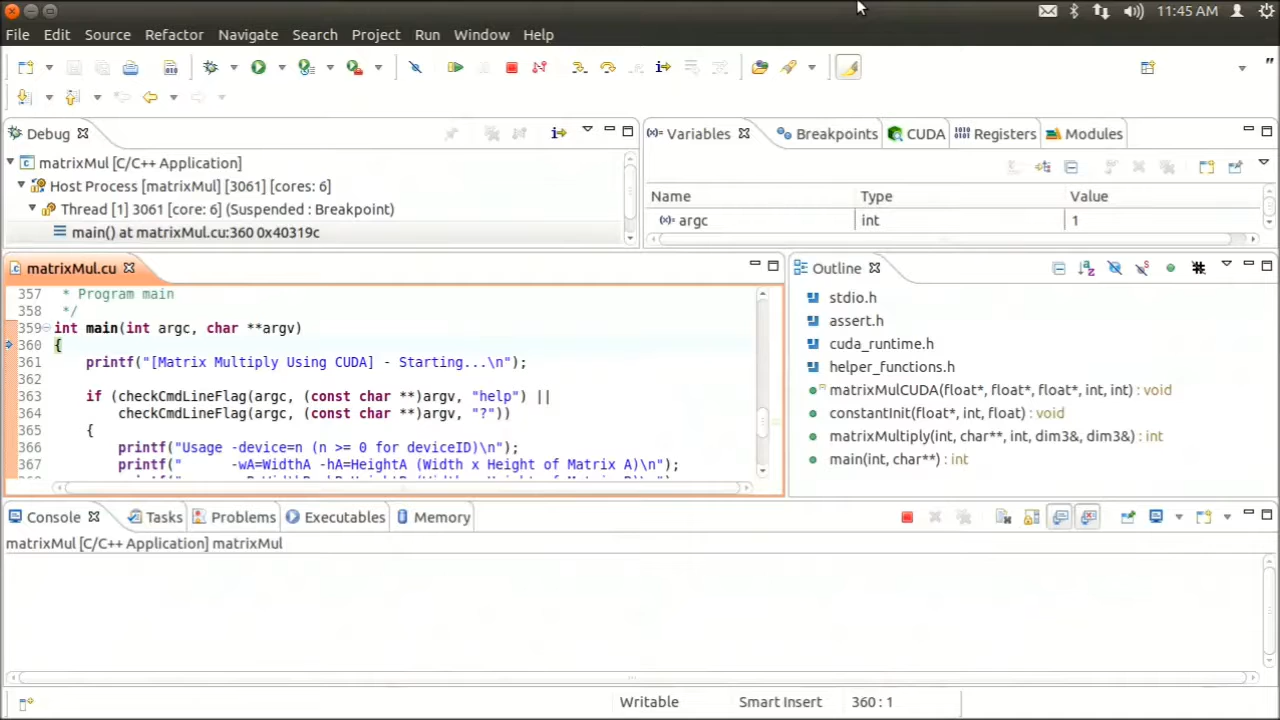 11:45 AM
File Edit Source Refactor Navigate Search Project Run Window Help
Debug
matrixMul [C/C++ Application]
Host Process [matrixMul] [3061] [cores: 6]
Thread [1] 3061 [core: 6] (Suspended : Breakpoint)
main() at matrixMul.cu:360 0x40319c
(x)= Variables Breakpoints CUDA Registers Modules
Name Type Value
(x)= argc int 1
matrixMul.cu
357 * Program main
358 */
359 int main(int argc, char **argv)
360 {
361 printf("[Matrix Multiply Using CUDA] - Starting...\n");
362
363 if (checkCmdLineFlag(argc, (const char **)argv, "help") ||
364 checkCmdLineFlag(argc, (const char **)argv, "?"))
365 {
366 printf("Usage -device=n (n >= 0 for deviceID)\n");
367 printf(" -wA=WidthA -hA=HeightA (Width x Height of Matrix A)\n");
Outline
stdio.h
assert.h
cuda_runtime.h
helper_functions.h
matrixMulCUDA(float*, float*, float*, int, int) : void
constantInit(float*, int, float) : void
matrixMultiply(int, char**, int, dim3&, dim3&) : int
main(int, char**) : int
Console Tasks Problems Executables Memory
matrixMul [C/C++ Application] matrixMul
Writable Smart Insert 360 : 1